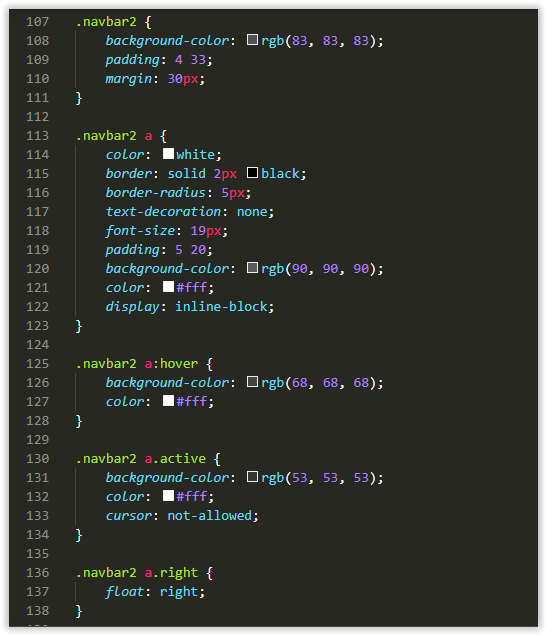 107 .navbar2 {
108     background-color: rgb(83, 83, 83);
109     padding: 4 33;
110     margin: 30px;
111 }
112
113 .navbar2 a {
114     color: white;
115     border: solid 2px black;
116     border-radius: 5px;
117     text-decoration: none;
118     font-size: 19px;
119     padding: 5 20;
120     background-color: rgb(90, 90, 90);
121     color: #fff;
122     display: inline-block;
123 }
124
125 .navbar2 a:hover {
126     background-color: rgb(68, 68, 68);
127     color: #fff;
128 }
129
130 .navbar2 a.active {
131     background-color: rgb(53, 53, 53);
132     color: #fff;
133     cursor: not-allowed;
134 }
135
136 .navbar2 a.right {
137     float: right;
138 }